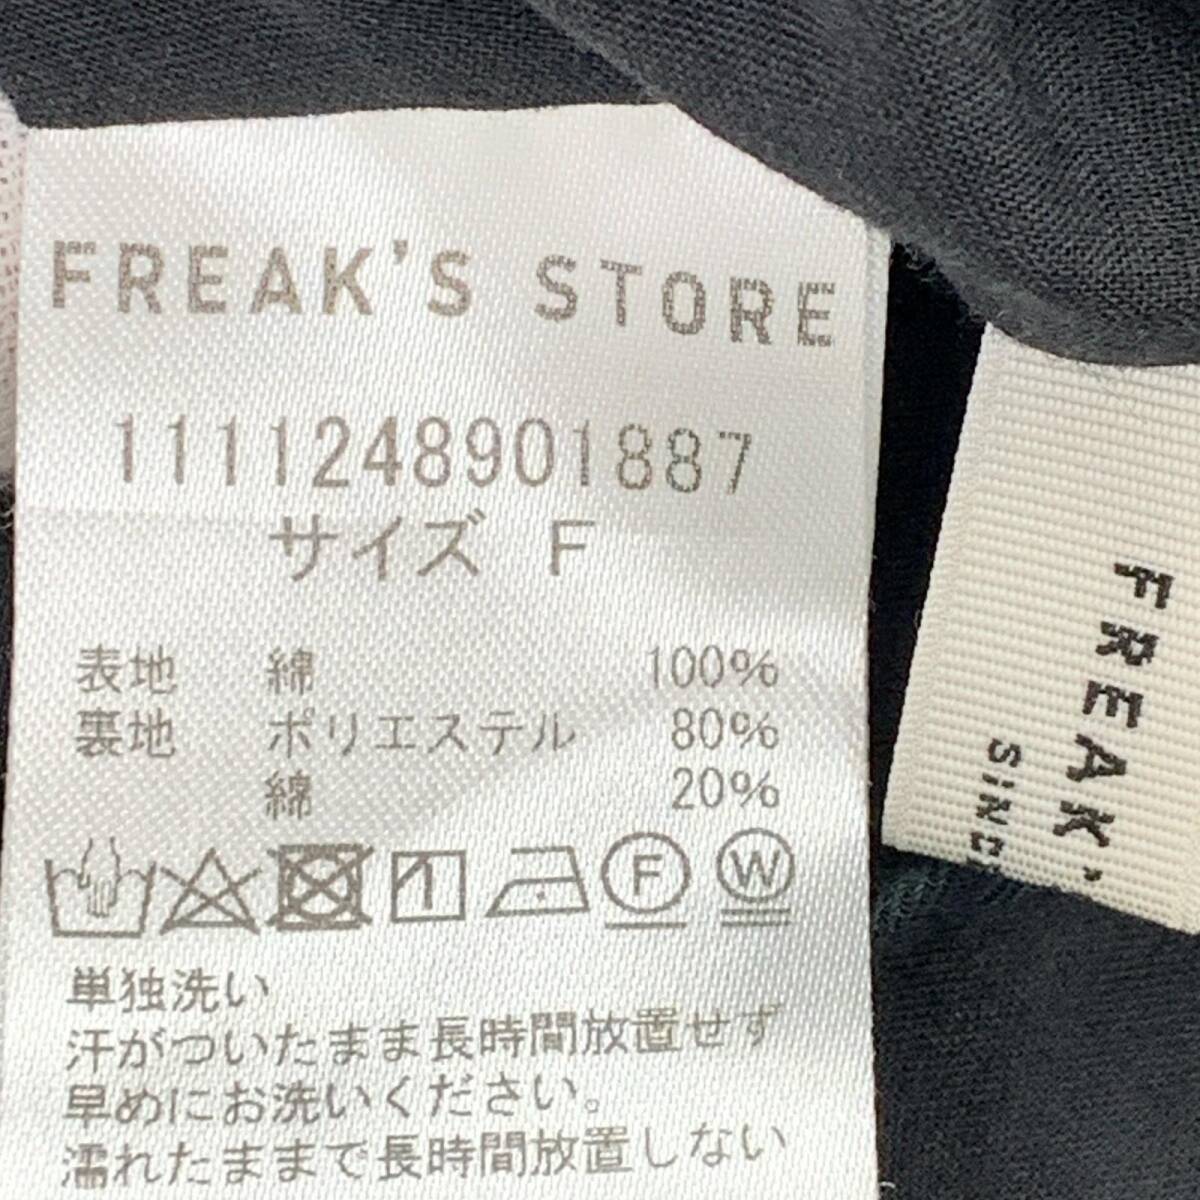 FREAK'S STORE
1111248901887
サイズ F
表地 綿 100%
裏地 ポリエステル 80%
綿 20%
F
W
単独洗い
汗がついたまま長時間放置せず
早めにお洗いください。
濡れたままで長時間放置しない
FREAK'
SINC